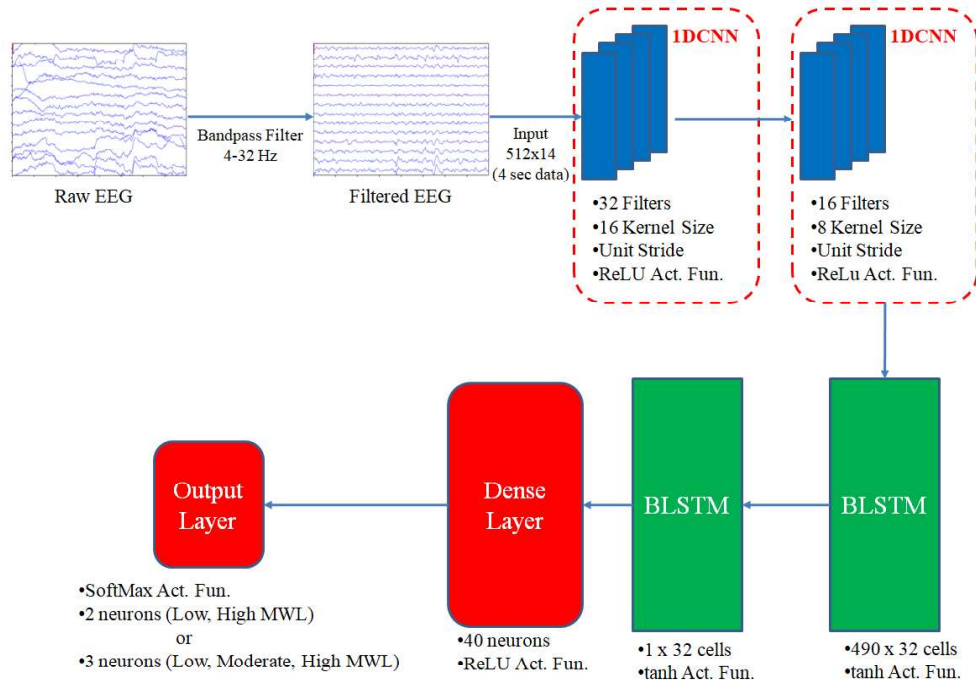 Raw EEG
Bandpass Filter
4-32 Hz
Filtered EEG
Input
512x14
(4 sec data)
1DCNN
•32 Filters
•16 Kernel Size
•Unit Stride
•ReLU Act. Fun.
1DCNN
•16 Filters
•8 Kernel Size
•Unit Stride
•ReLu Act. Fun.
BLSTM
•490 x 32 cells
•tanh Act. Fun.
BLSTM
•1 x 32 cells
•tanh Act. Fun.
Dense
Layer
•40 neurons
•ReLU Act. Fun.
Output
Layer
•SoftMax Act. Fun.
•2 neurons (Low, High MWL)
or
•3 neurons (Low, Moderate, High MWL)